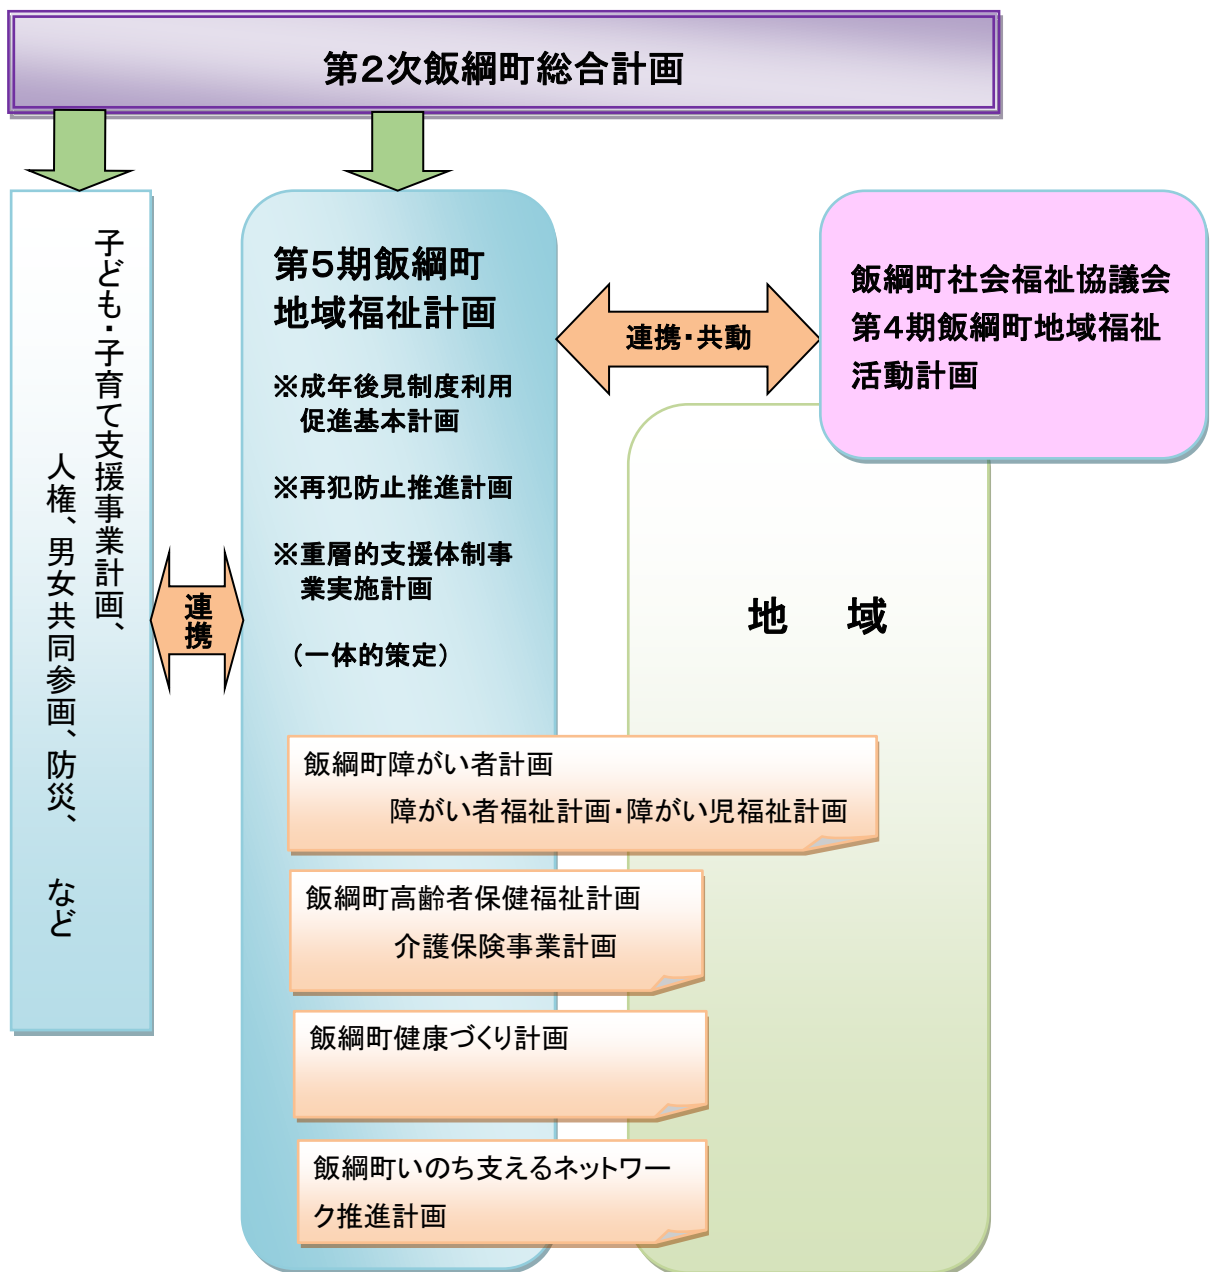 第2次飯綱町総合計画
子ども・子育て支援事業計画、
人権、男女共同参画、防災、　など
第5期飯綱町
地域福祉計画
※成年後見制度利用
促進基本計画
※再犯防止推進計画
※重層的支援体制事
業実施計画
（一体的策定）
連携・共動
飯綱町社会福祉協議会
第4期飯綱町地域福祉
活動計画
連携
地　域
飯綱町障がい者計画
障がい者福祉計画・障がい児福祉計画
飯綱町高齢者保健福祉計画
介護保険事業計画
飯綱町健康づくり計画
飯綱町いのち支えるネットワー
ク推進計画